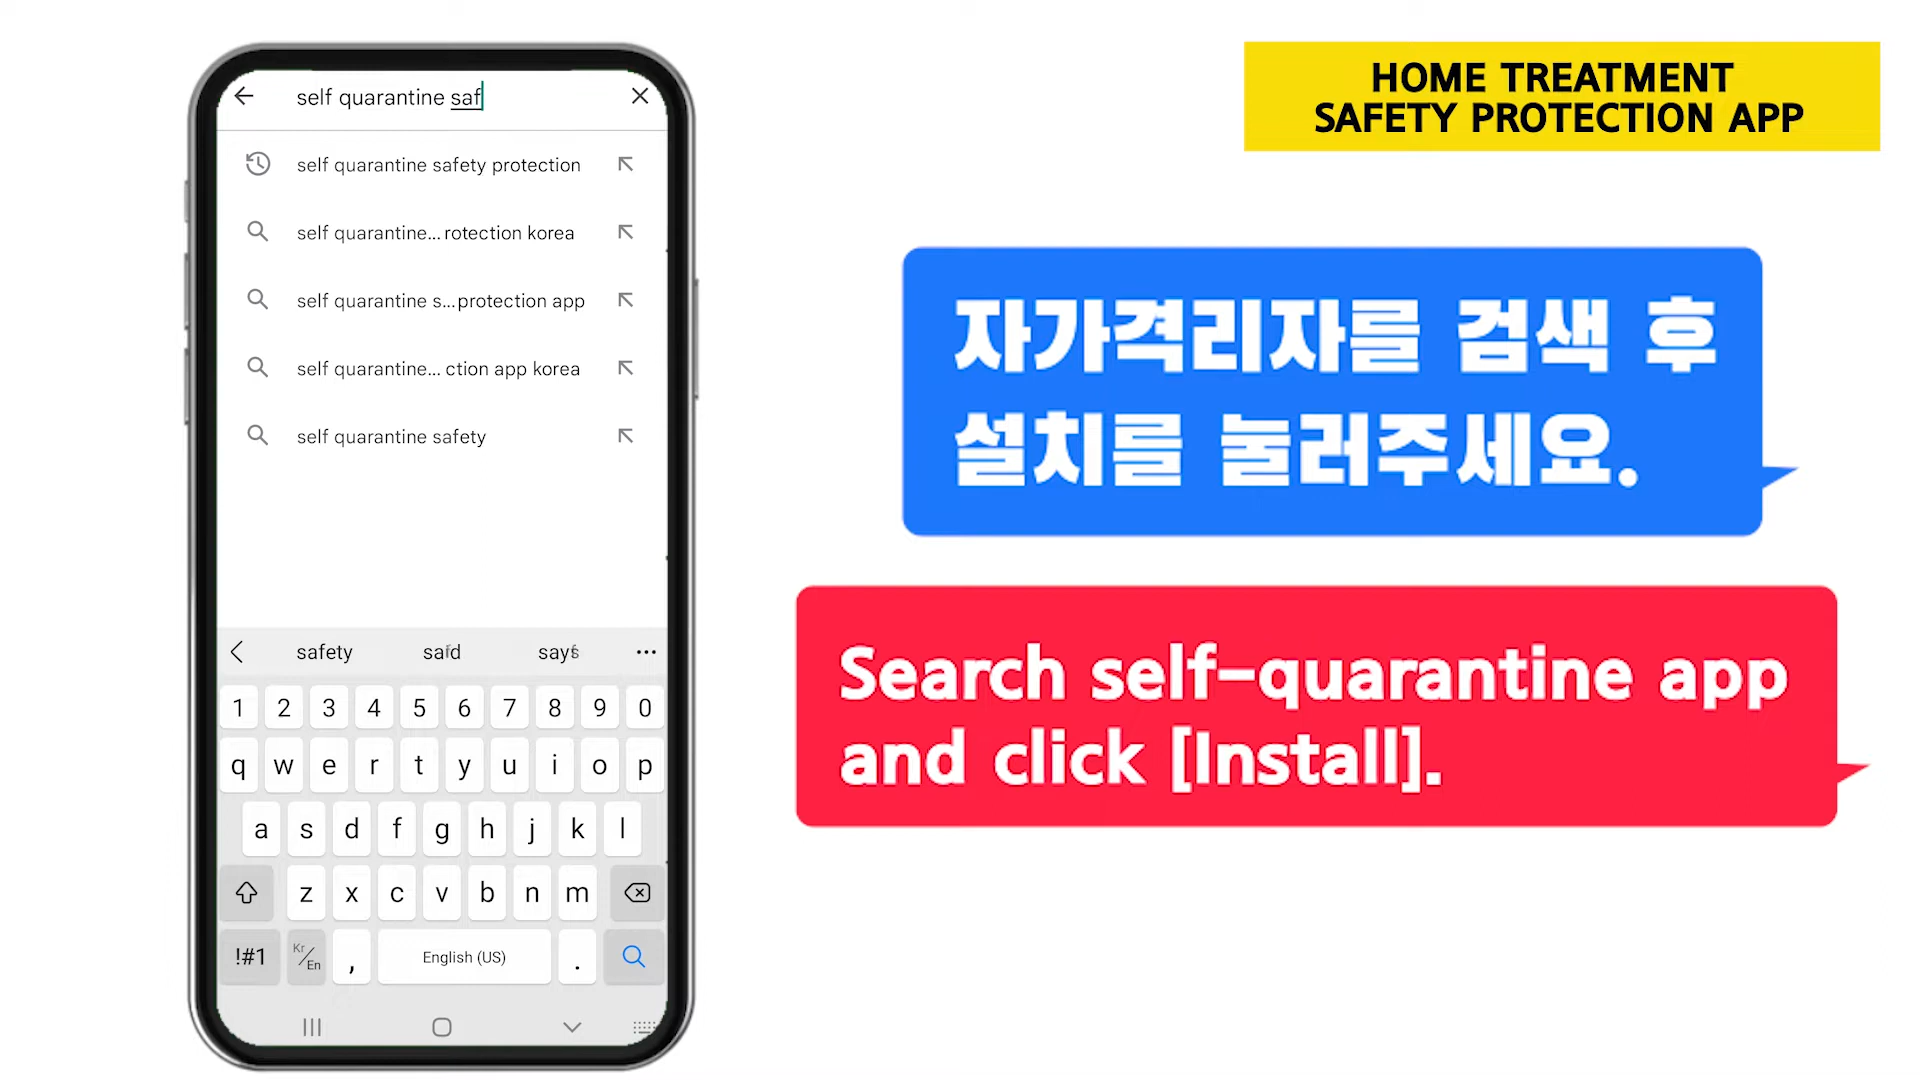 self quarantine saf
self quarantine safety protection
self quarantine... rotection korea
self quarantine s...protection app
self quarantine... ction app korea
self quarantine safety
safety said says
1 2 3 4 5 6 7 8 9 0
q w e r t y u i o p
a s d f g h j k l
z x c v b n m
!#1 Kr/En , English (US) .
HOME TREATMENT
SAFETY PROTECTION APP
자가격리자를 검색 후
설치를 눌러주세요.
Search self-quarantine app
and click [Install].